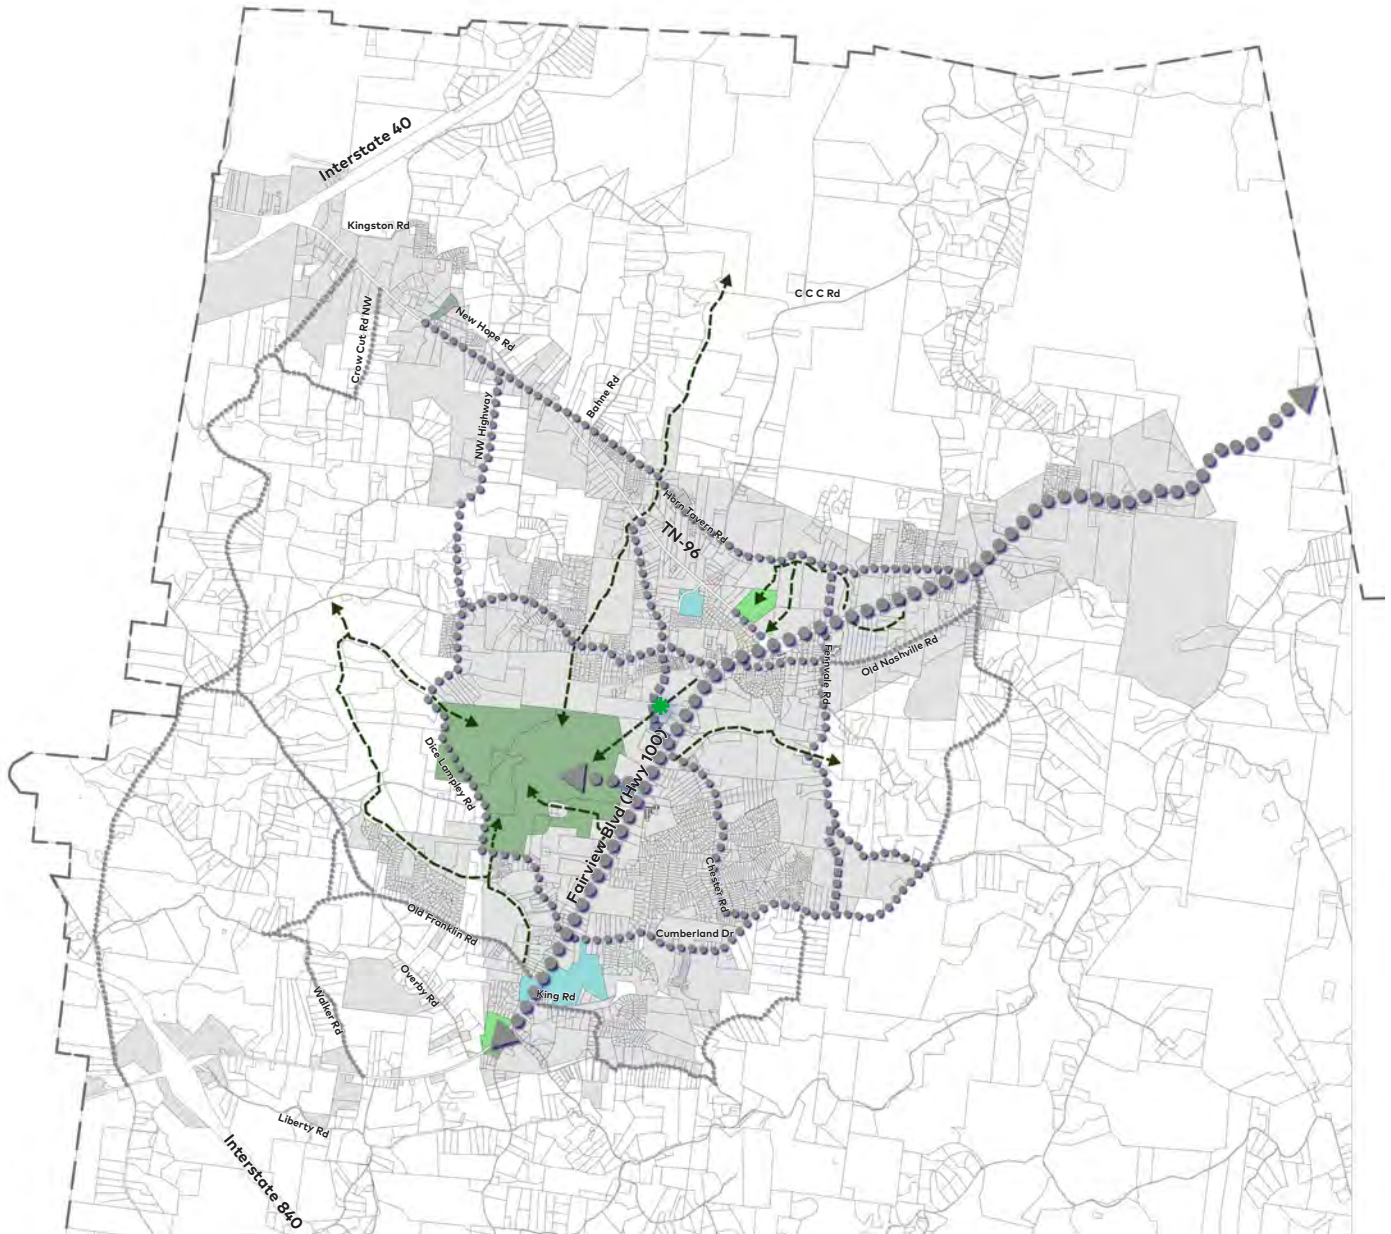 Interstate 40
Kingston Rd
C C C Rd
New Hope Rd
Crow Cut Rd NW
Bahne Rd
NW Highway
Horn Tavern Rd
TN-96
Old Nashville Rd
Fernvale Rd
Dice Lampley Rd
Fairview Blvd (Hwy 100)
Chester Rd
Old Franklin Rd
Cumberland Dr
Overby Rd
King Rd
Walker Rd
Liberty Rd
Interstate 840